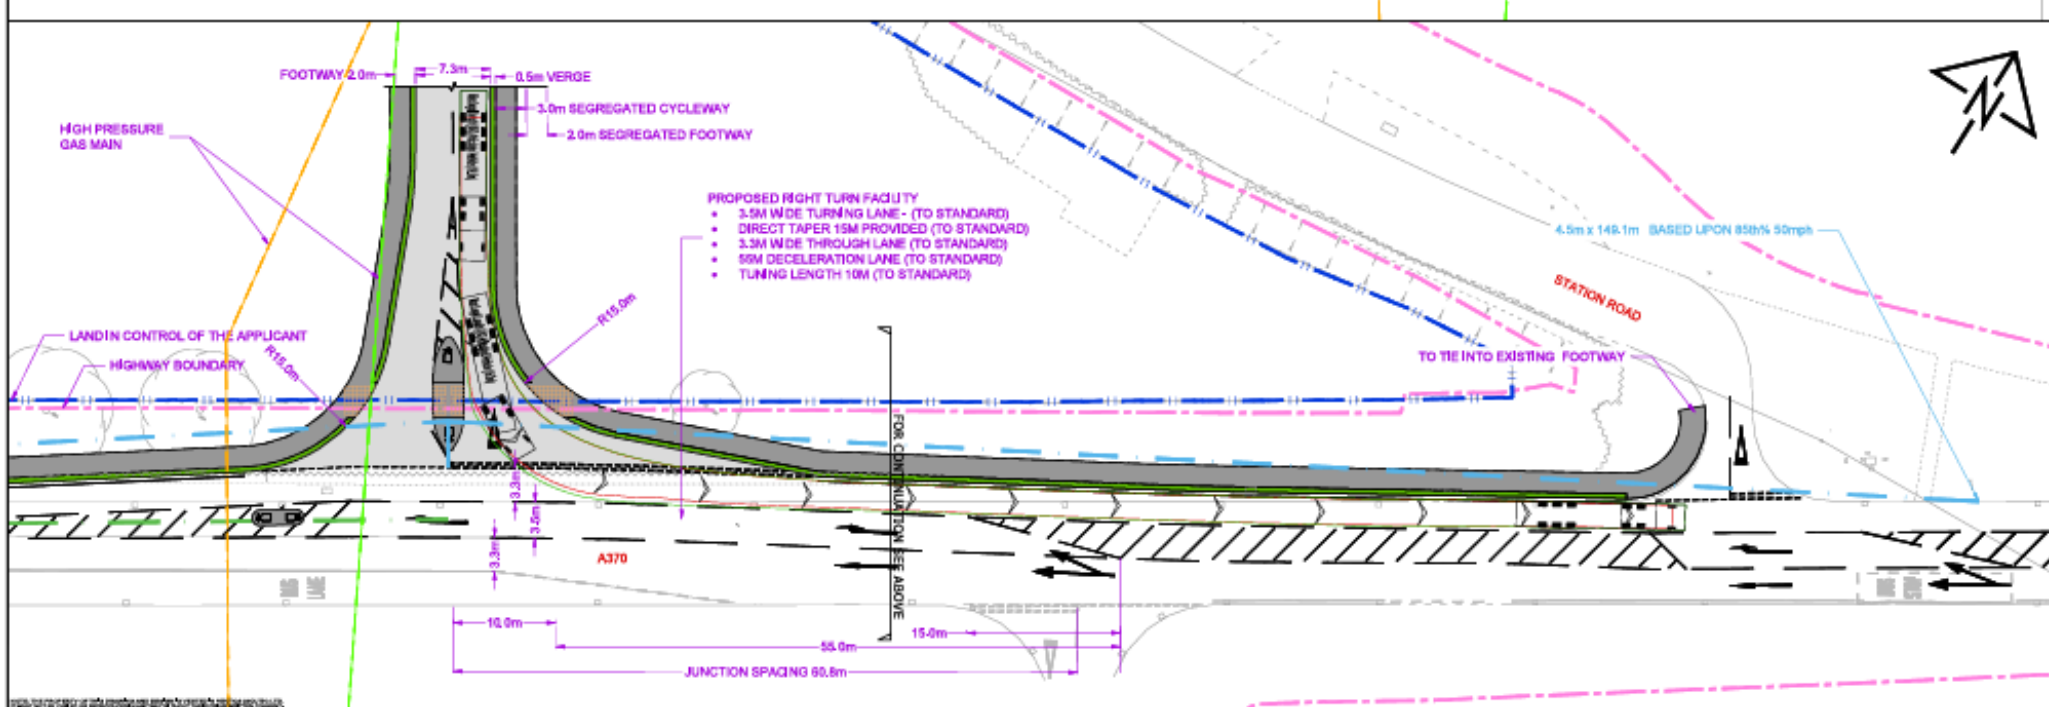 FOOTWAY 2.0m
7.3m
0.5m VERGE
3.0m SEGREGATED CYCLEWAY
2.0m SEGREGATED FOOTWAY
HIGH PRESSURE
GAS MAIN
N
PROPOSED RIGHT TURN FACILITY
• 3.5M WIDE TURNING LANE - (TO STANDARD)
• DIRECT TAPER 15M PROVIDED (TO STANDARD)
• 3.3M WIDE THROUGH LANE (TO STANDARD)
• 55M DECELERATION LANE (TO STANDARD)
• TUNING LENGTH 10M (TO STANDARD)
4.5m x 149.1m BASED UPON 85th% 50mph
STATION ROAD
R15.0m
LAND IN CONTROL OF THE APPLICANT
HIGHWAY BOUNDARY
R15.0m
TO TIE INTO EXISTING FOOTWAY
FOR CONTINUATION SEE ABOVE
3.3m
3.5m
3.3m
A370
BUS
LANE
10.0m
15.0m
55.0m
JUNCTION SPACING 60.8m